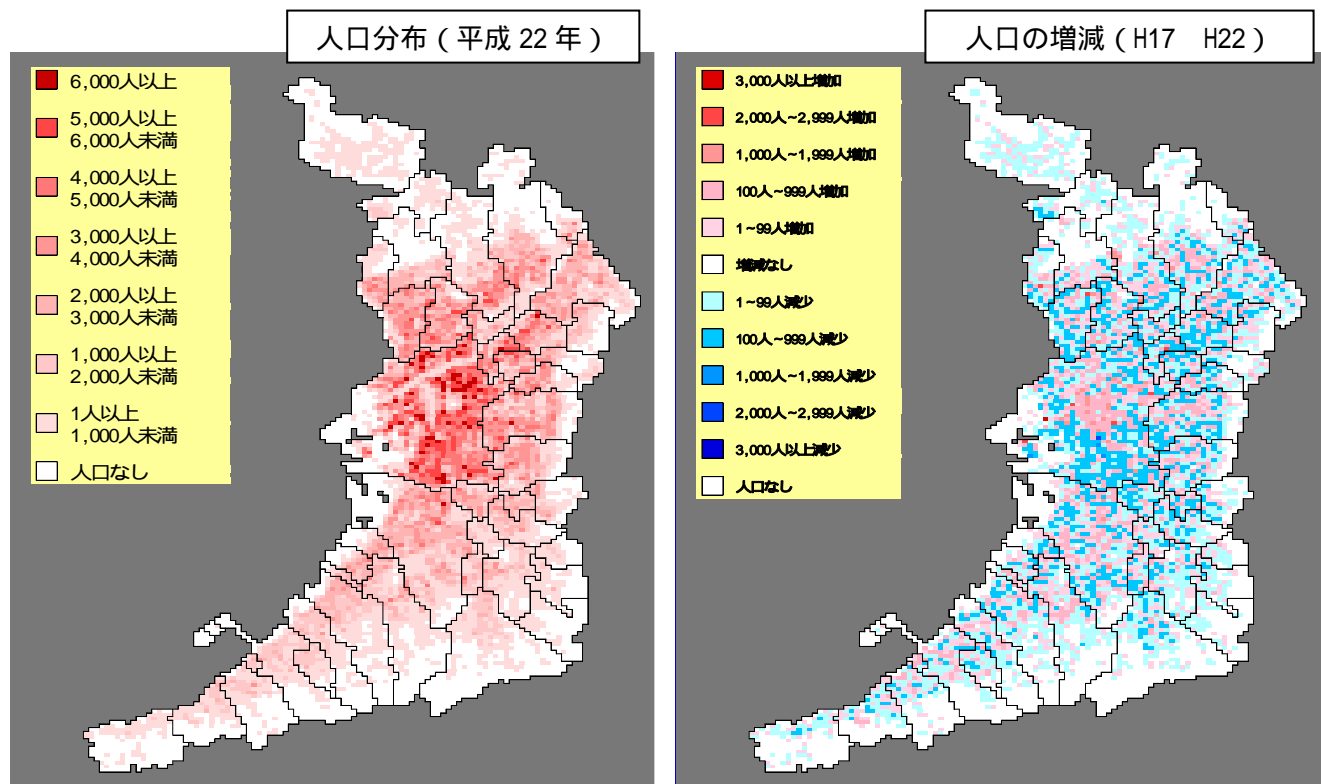 人口分布(平成 22 年)
6,000人以上
5,000人以上
6,000人未満
4,000人以上
5,000人未満
3,000人以上
4,000人未満
2,000人以上
3,000人未満
1,000人以上
2,000人未満
1人以上
1,000人未満
人口なし
人口の増減(H17 H22)
3,000人以上増加
2,000人~2,999人増加
1,000人~1,999人増加
100人~999人増加
1~99人増加
増減なし
1~99人減少
100人~999人減少
1,000人~1,999人減少
2,000人~2,999人減少
3,000人以上減少
人口なし